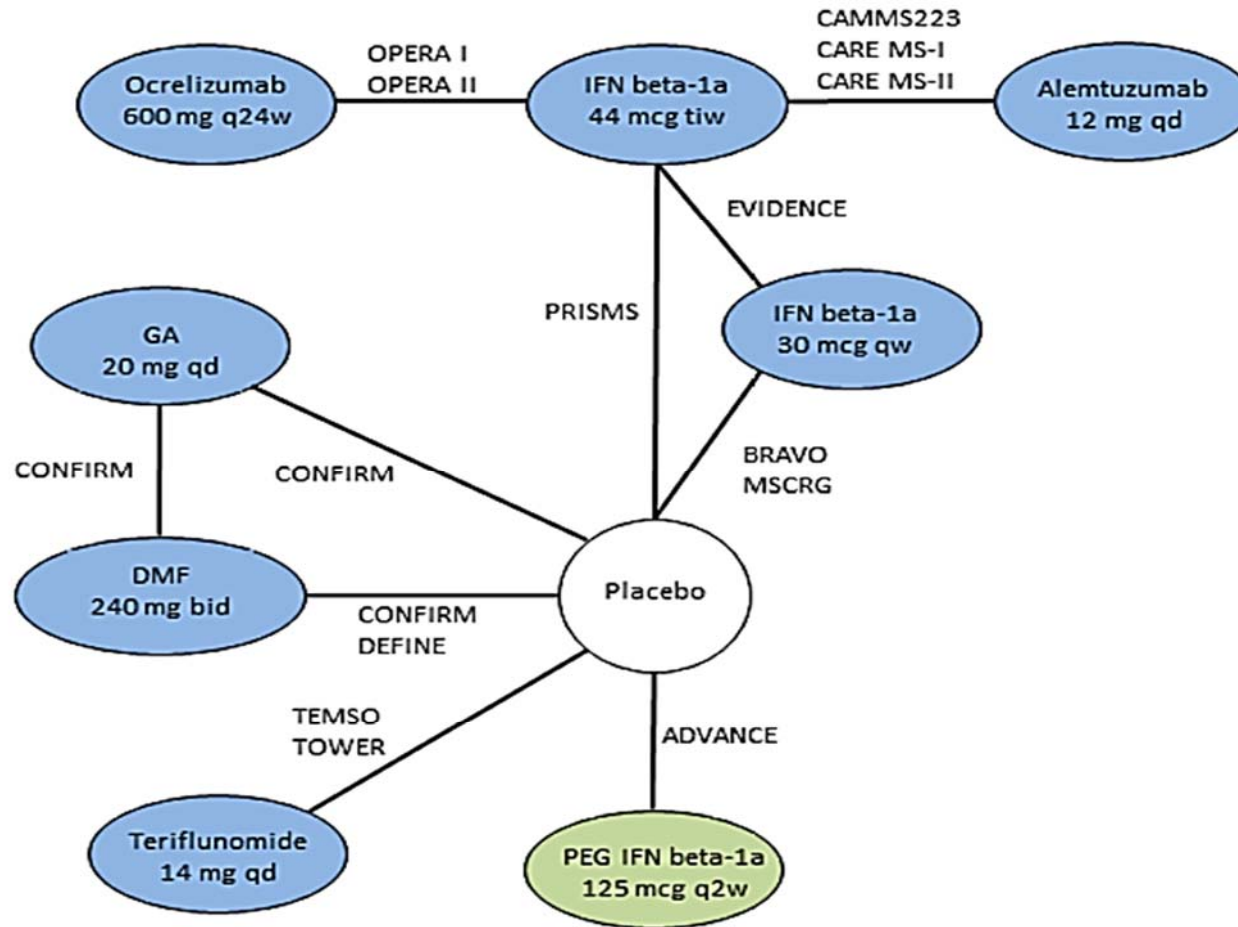 OPERA I
OPERA II
CAMMS223
CARE MS-I
CARE MS-II
Ocrelizumab
600 mg q24w
IFN beta-1a
44 mcg tiw
Alemtuzumab
12 mg qd
EVIDENCE
PRISMS
IFN beta-1a
30 mcg qw
GA
20 mg qd
CONFIRM
CONFIRM
BRAVO
MSCRG
DMF
240 mg bid
CONFIRM
DEFINE
Placebo
TEMSO
TOWER
ADVANCE
Teriflunomide
14 mg qd
PEG IFN beta-1a
125 mcg q2w